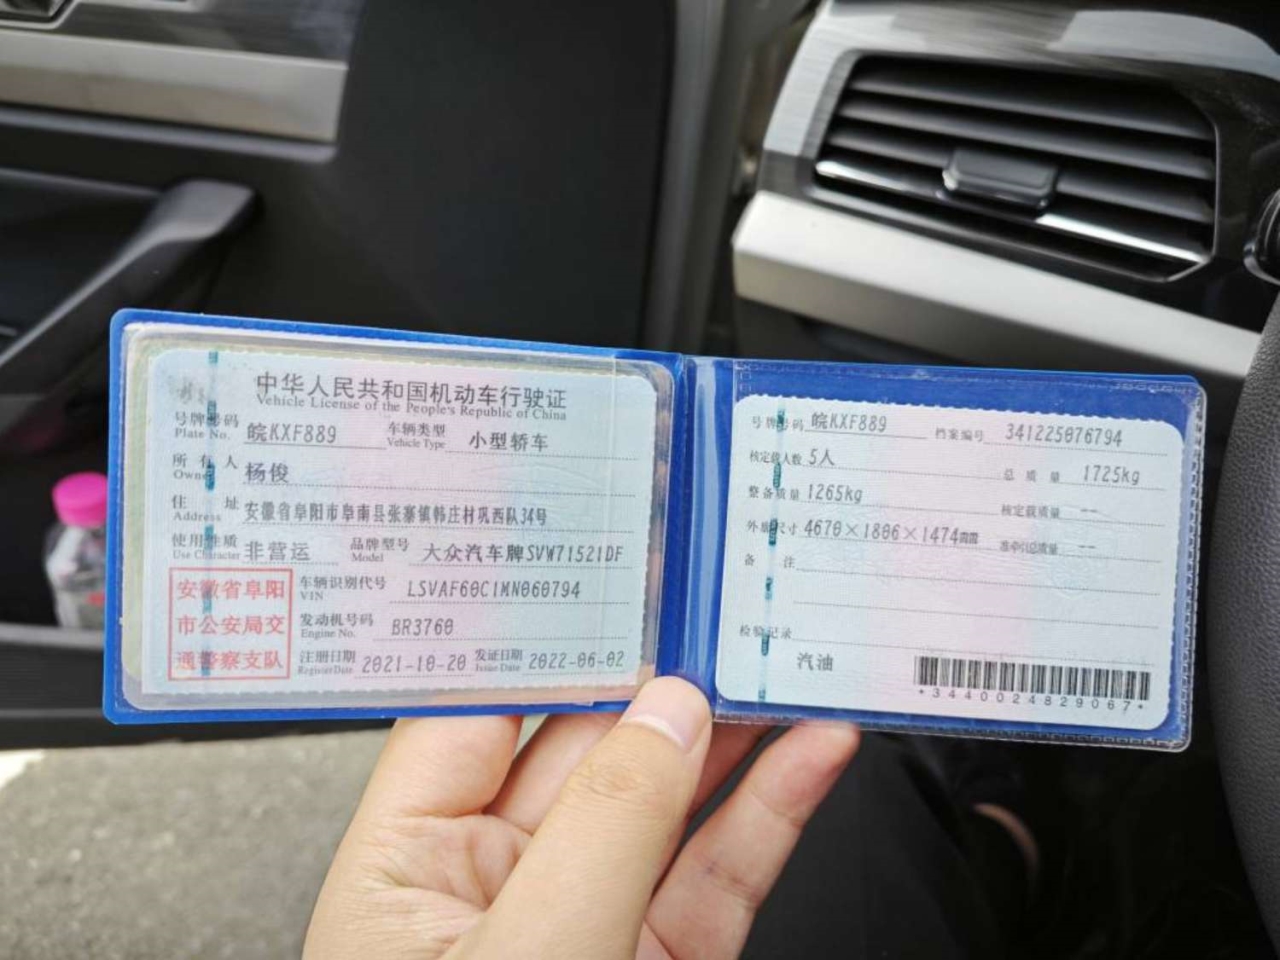 中华人民共和国机动车行驶证
Vehicle License of the People's Republic of China
号牌号码 皖KXF889 车辆类型 小型轿车
Plate No. Vehicle Type
所有人 杨俊
Owner
住址 安徽省阜阳市阜南县张寨镇韩庄村巩西队34号
Address
使用性质 非营运 品牌型号 大众汽车牌SVW71521DF
Use Character Model
安徽省阜阳
市公安局交
通警察支队
车辆识别代号 LSVAF60C1MN060794
VIN
发动机号码 BR3760
Engine No.
注册日期 2021-10-20 发证日期 2022-06-02
Register Date Issue Date
号牌号码 皖KXF889 档案编号 341225076794
核定载人数 5人 总质量 1725kg
整备质量 1265kg 核定载质量 --
外廓尺寸 4670×1806×1474mm 准牵引总质量 --
备注
检验记录
汽油
*3440024829067*